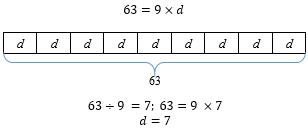 63 = 9 × d
d d d d d d d d d
63
63 ÷ 9 = 7; 63 = 9 × 7
d = 7